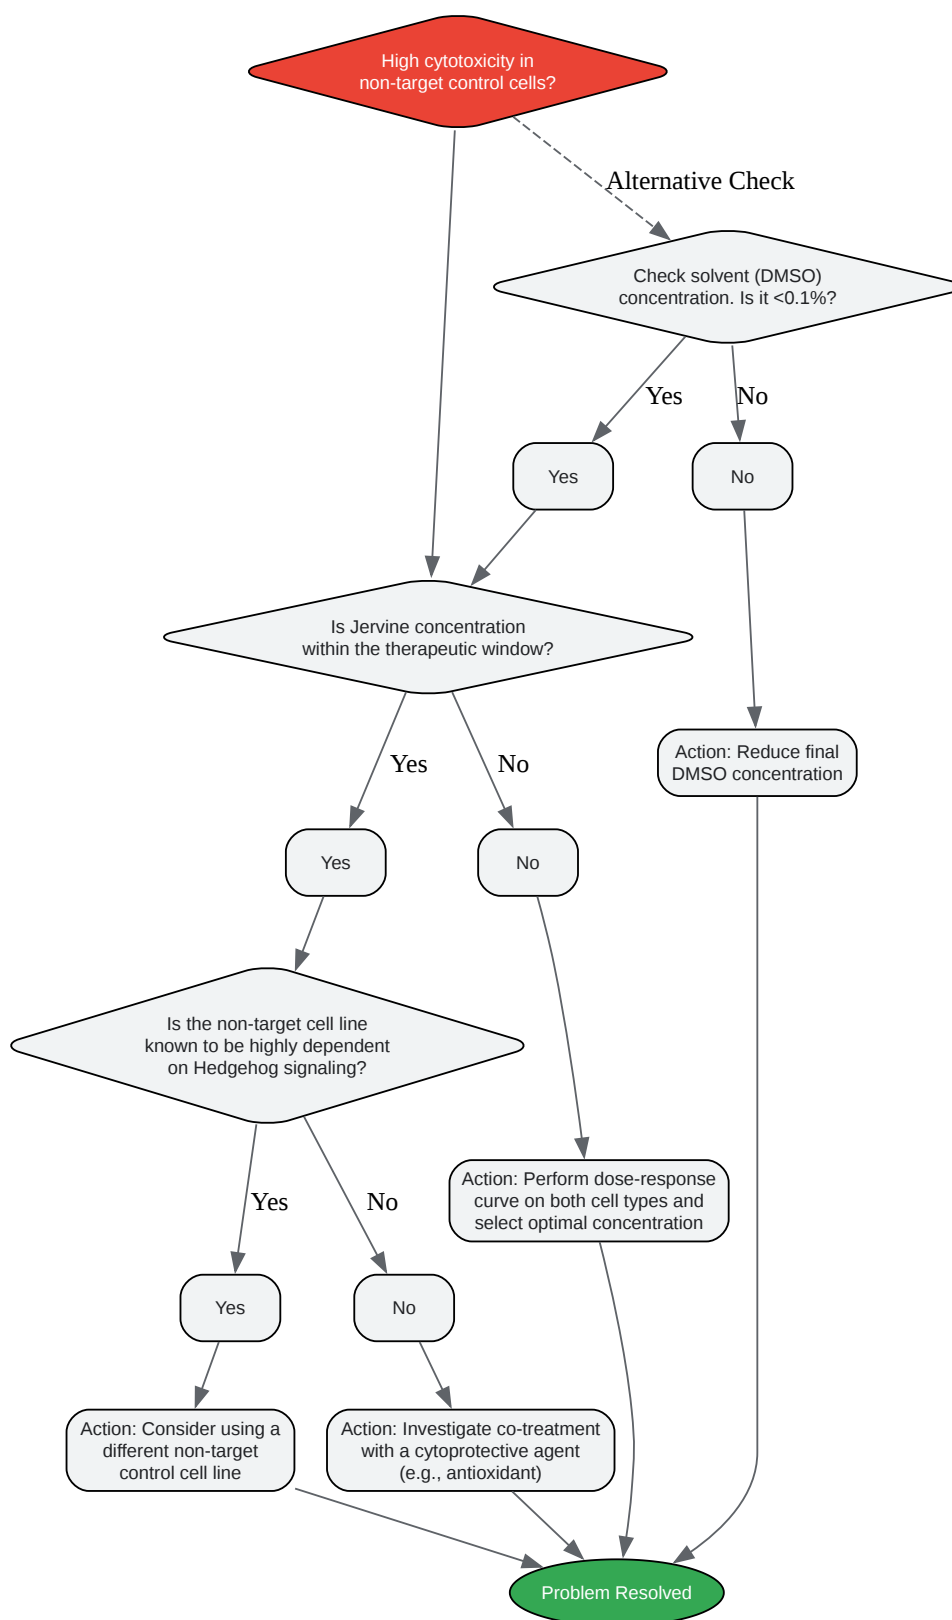 High cytotoxicity in
non-target control cells?
Alternative Check
Check solvent (DMSO)
concentration. Is it <0.1%?
Yes
No
Yes
No
Is Jervine concentration
within the therapeutic window?
Yes
No
Action: Reduce final
DMSO concentration
Yes
No
Is the non-target cell line
known to be highly dependent
on Hedgehog signaling?
Yes
No
Action: Perform dose-response
curve on both cell types and
select optimal concentration
Yes
No
Action: Consider using a
different non-target
control cell line
Action: Investigate co-treatment
with a cytoprotective agent
(e.g., antioxidant)
Problem Resolved